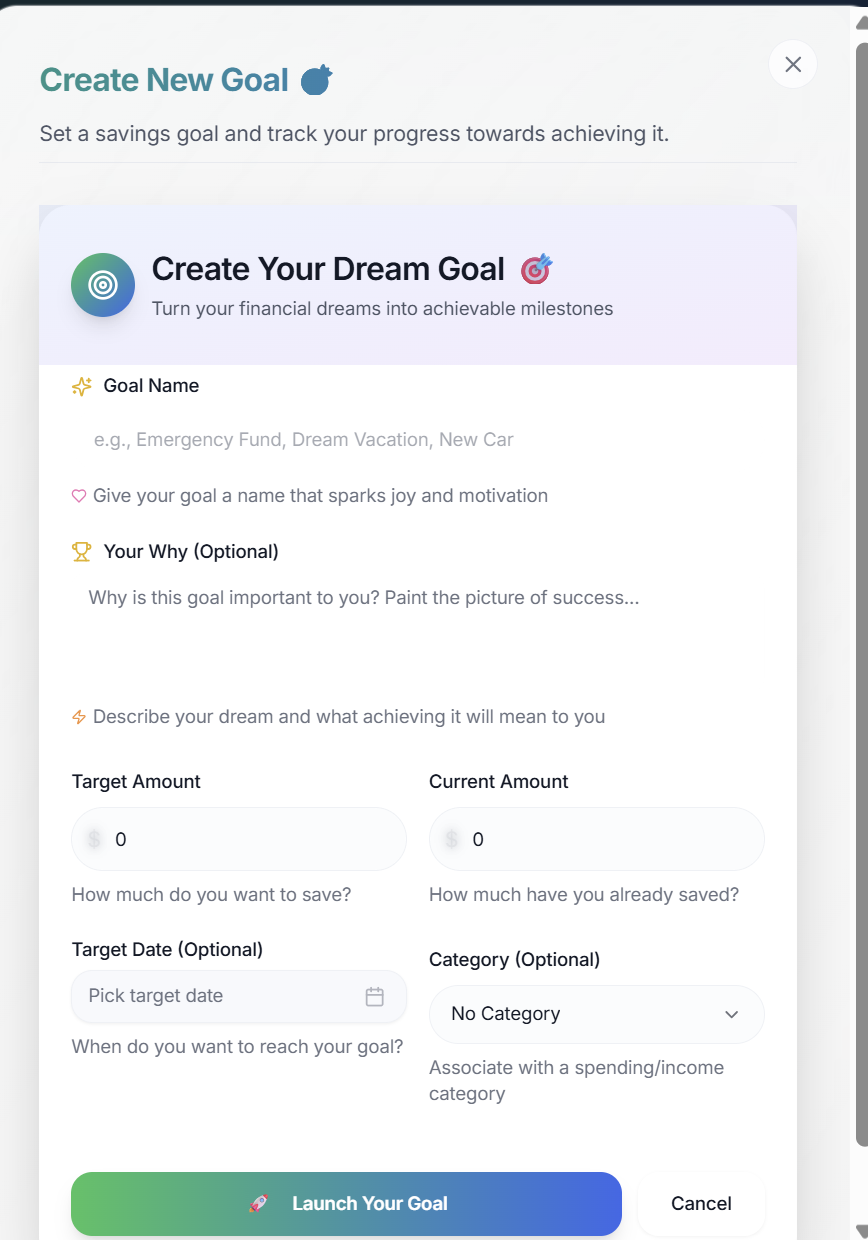 Create New Goal
Set a savings goal and track your progress towards achieving it.
Create Your Dream Goal
Turn your financial dreams into achievable milestones
Goal Name
e.g., Emergency Fund, Dream Vacation, New Car
Give your goal a name that sparks joy and motivation
Your Why (Optional)
Why is this goal important to you? Paint the picture of success...
Describe your dream and what achieving it will mean to you
Target Amount
Current Amount
$ 0
$ 0
How much do you want to save?
How much have you already saved?
Target Date (Optional)
Category (Optional)
Pick target date
No Category
When do you want to reach your goal?
Associate with a spending/income
category
Launch Your Goal
Cancel